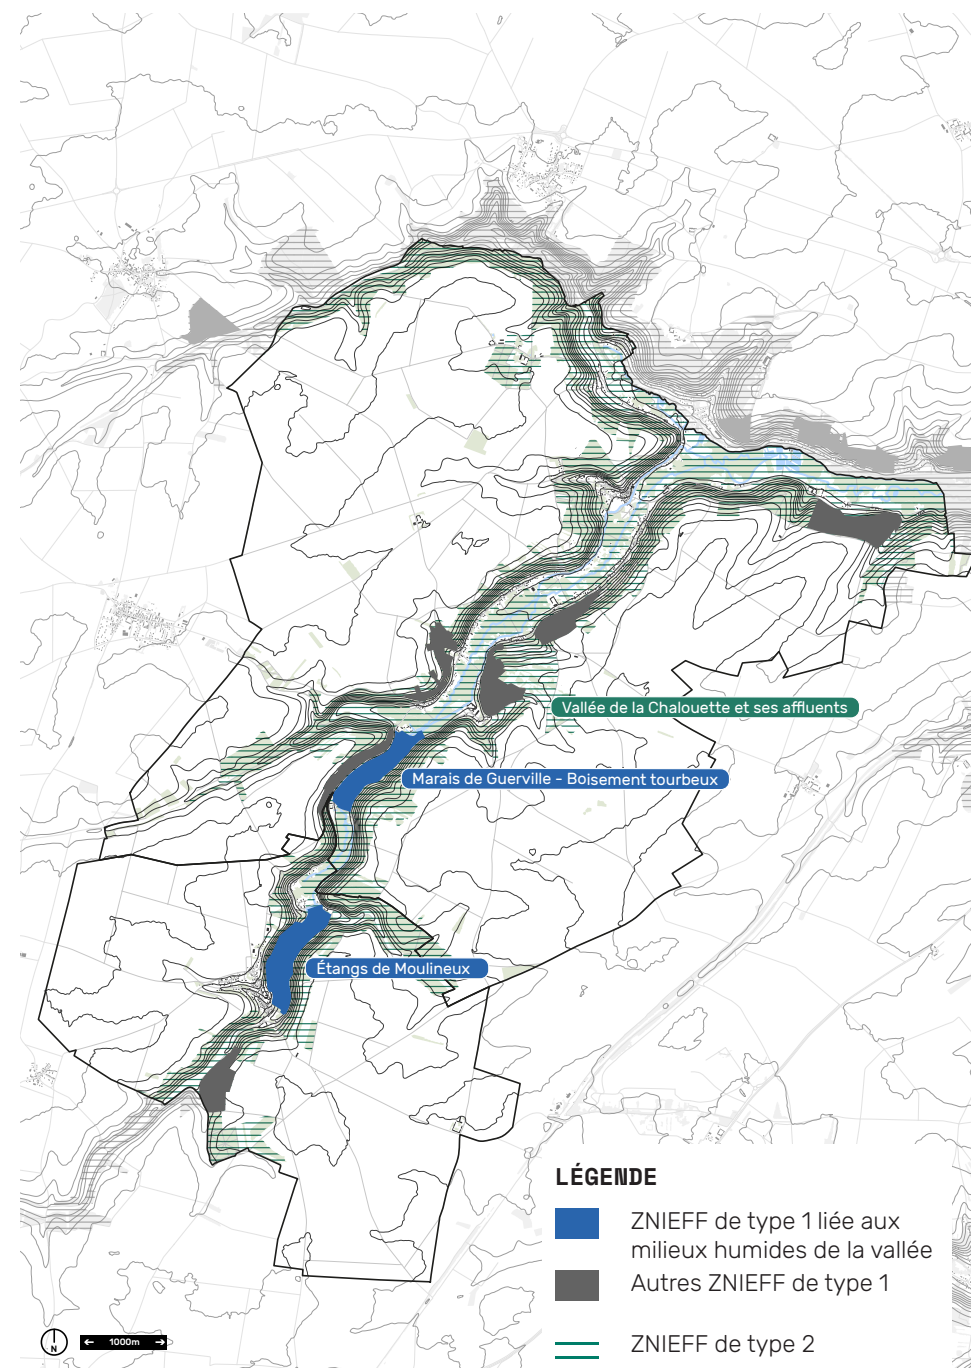 Vallée de la Chalouette et ses affluents
Marais de Guerville - Boisement tourbeux
Étangs de Moulineux
LÉGENDE
ZNIEFF de type 1 liée aux
milieux humides de la vallée
Autres ZNIEFF de type 1
ZNIEFF de type 2
N
1000m